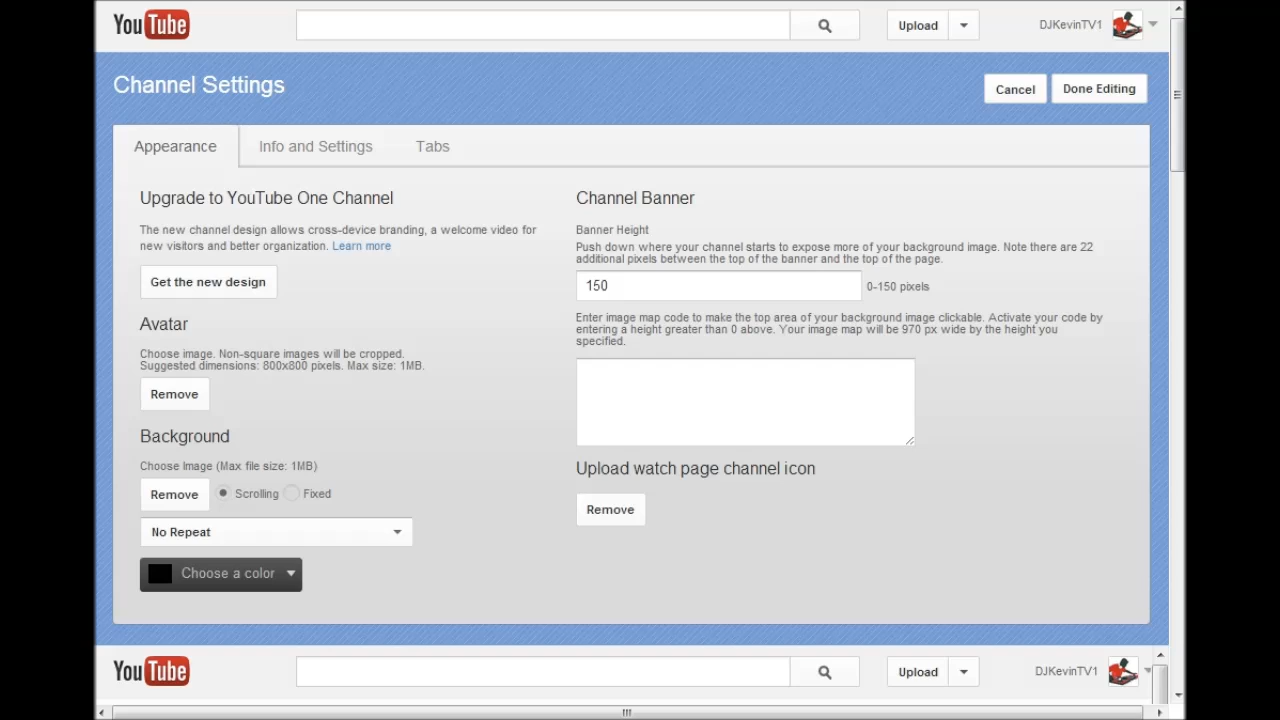 YouTube
Upload
DJKevinTV1
Channel Settings
Cancel
Done Editing
Appearance
Info and Settings
Tabs
Upgrade to YouTube One Channel
The new channel design allows cross-device branding, a welcome video for
new visitors and better organization. Learn more
Get the new design
Avatar
Choose image. Non-square images will be cropped.
Suggested dimensions: 800x800 pixels. Max size: 1MB.
Remove
Background
Choose Image (Max file size: 1MB)
Remove
Scrolling
Fixed
No Repeat
Choose a color
Channel Banner
Banner Height
Push down where your channel starts to expose more of your background image. Note there are 22
additional pixels between the top of the banner and the top of the page.
150
0-150 pixels
Enter image map code to make the top area of your background image clickable. Activate your code by
entering a height greater than 0 above. Your image map will be 970 px wide by the height you
specified.
Upload watch page channel icon
Remove
YouTube
Upload
DJKevinTV1